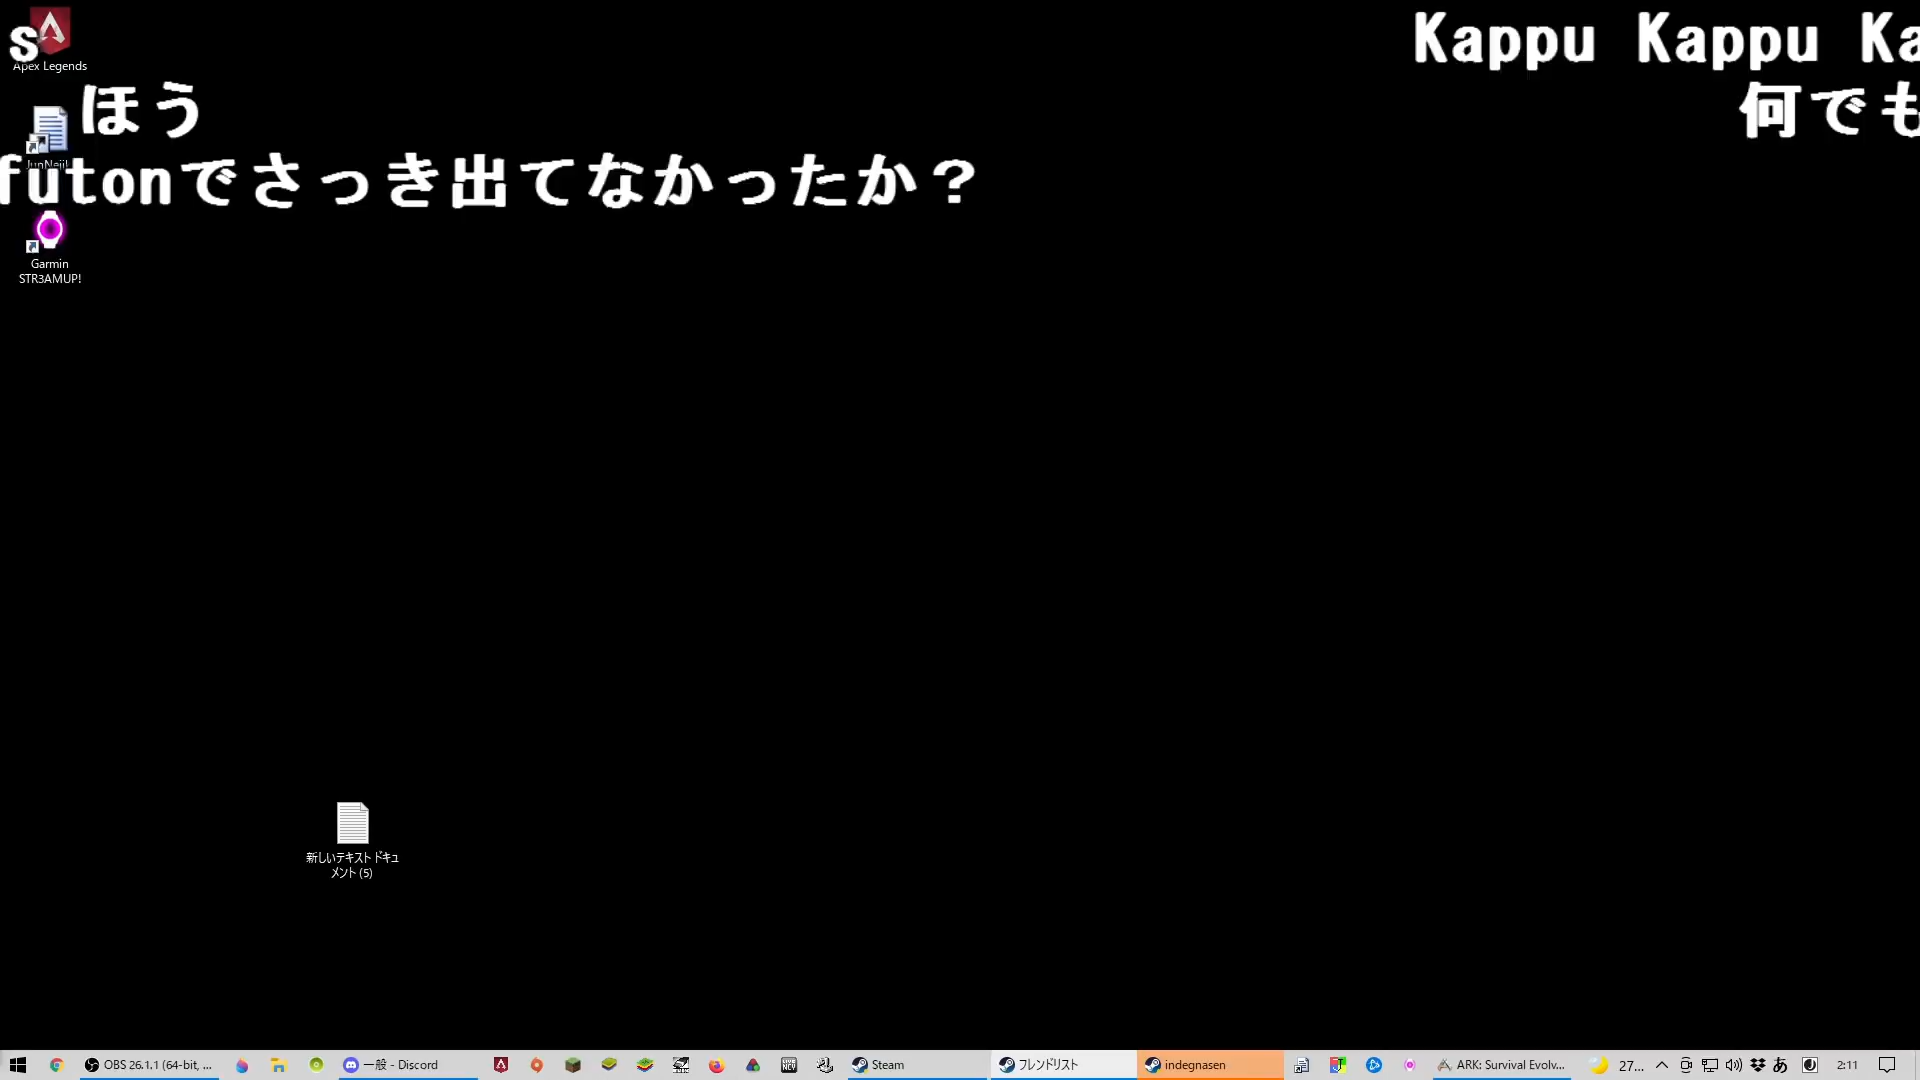 s
Kappu Kappu Ka
Apex Legends
ほう
何でも
JunNeji!
futonでさっき出てなかったか？
Garmin
STR3AMUP!
新しいテキスト ドキュ
メント (5)
OBS 26.1.1 (64-bit, ...
一般 - Discord
Steam
フレンドリスト
indegnasen
ARK: Survival Evolv...
27...
あ
2:11